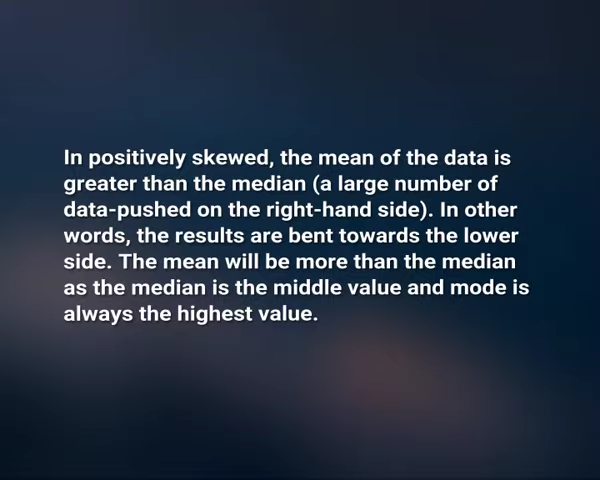 In positively skewed, the mean of the data is
greater than the median (a large number of
data-pushed on the right-hand side). In other
words, the results are bent towards the lower
side. The mean will be more than the median
as the median is the middle value and mode is
always the highest value.